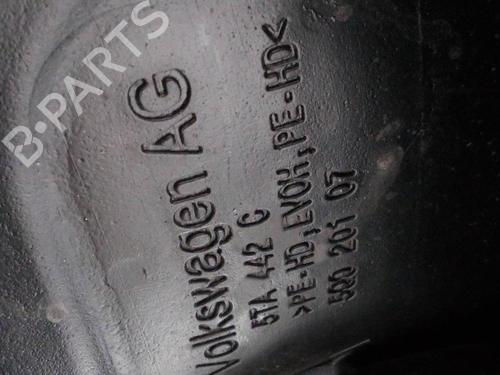 B-PARTS
Volkswagen AG
5TA 442 C
>PE-HD,EVOH,PE-HD<
5Q0 201 07